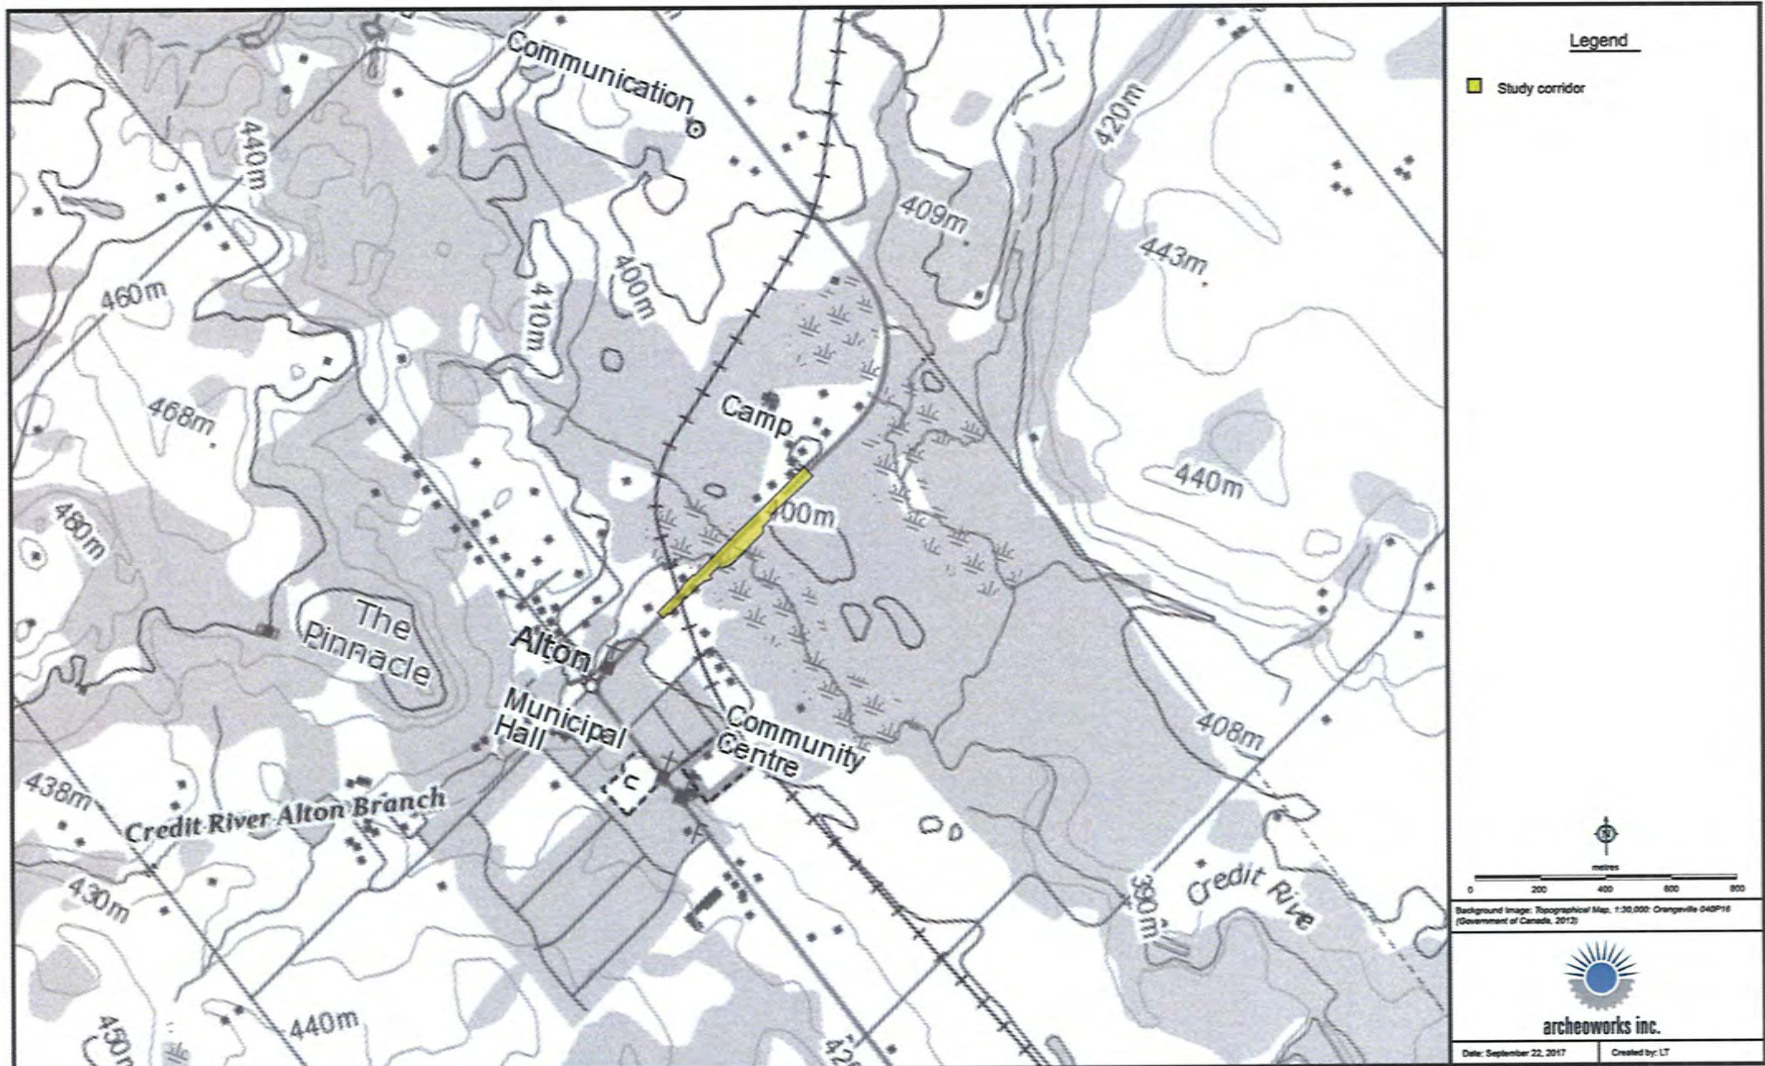 Communication
440m
420m
409m
443m
460m
410m
400m
468m
Camp
440m
480m
00m
The
Pinnacle
Alton
Municipal
Hall
Community
Centre
408m
438m
Credit River Alton Branch
C
430m
390m
Credit Rive
440m
450m
Legend
Study corridor
N
metres
0 200 400 600 800
Background Image: Topographical Map, 1:30,000: Orangeville 040P16
(Government of Canada, 2013)
archeoworks inc.
Date: September 22, 2017
Created by: LT